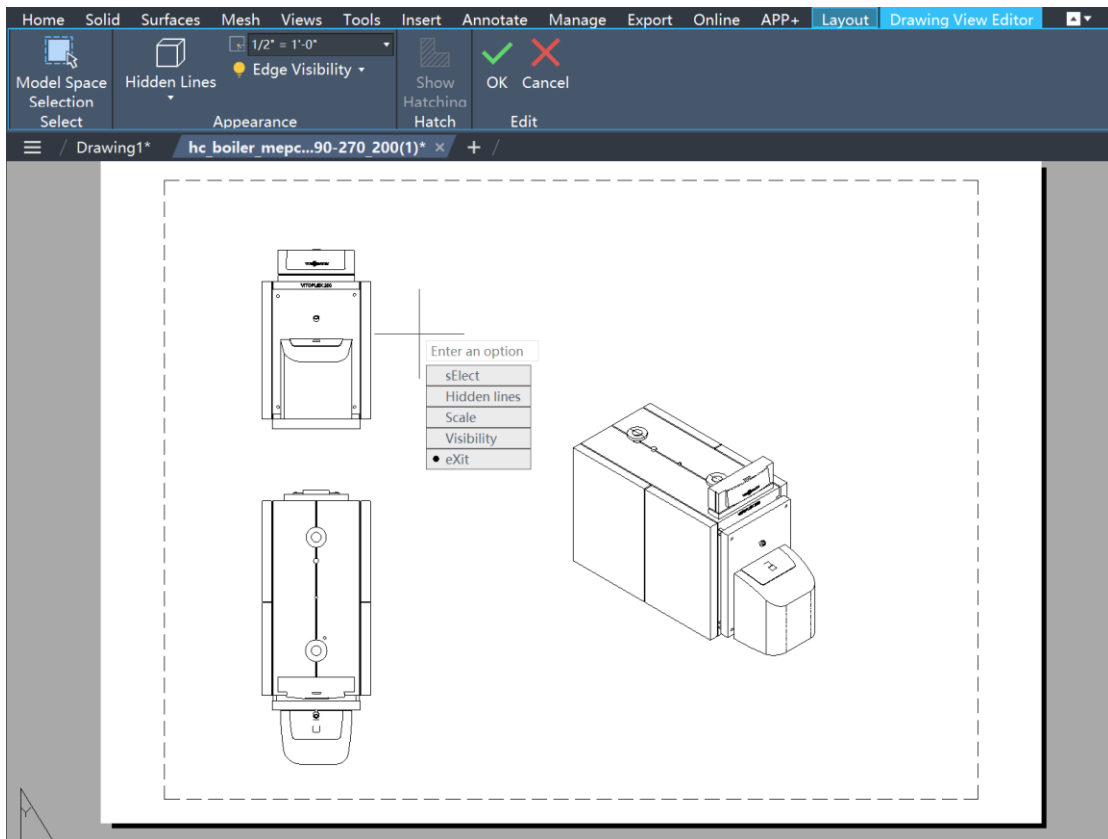 Home Solid Surfaces Mesh Views Tools Insert Annotate Manage Export Online APP+ Layout Drawing View Editor
1/2" = 1'-0"
Edge Visibility
Model Space
Selection
Hidden Lines
Show
Hatching
OK Cancel
Select Appearance Hatch Edit
Drawing1* hc_boiler_mepc...90-270_200(1)*
VITOPLEX 200
Enter an option
sElect
Hidden lines
Scale
Visibility
eXit
Y